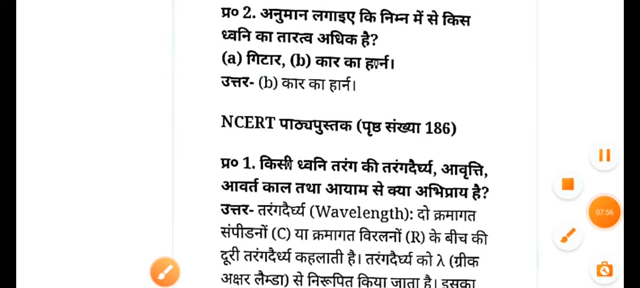 प्र० 2. अनुमान लगाइए कि निम्न में से किस
ध्वनि का तारत्व अधिक है?
(a) गिटार, (b) कार का हार्न।
उत्तर- (b) कार का हार्न।
NCERT पाठ्यपुस्तक (पृष्ठ संख्या 186)
प्र० 1. किसी ध्वनि तरंग की तरंगदैर्घ्य, आवृत्ति,
आवर्त काल तथा आयाम से क्या अभिप्राय है?
उत्तर- तरंगदैर्घ्य (Wavelength): दो क्रमागत
संपीडनों (C) या क्रमागत विरलनों (R) के बीच की
दूरी तरंगदैर्घ्य कहलाती है। तरंगदैर्घ्य को λ (ग्रीक
अक्षर लैम्डा) से निरूपित किया जाता है। इसका
07:56